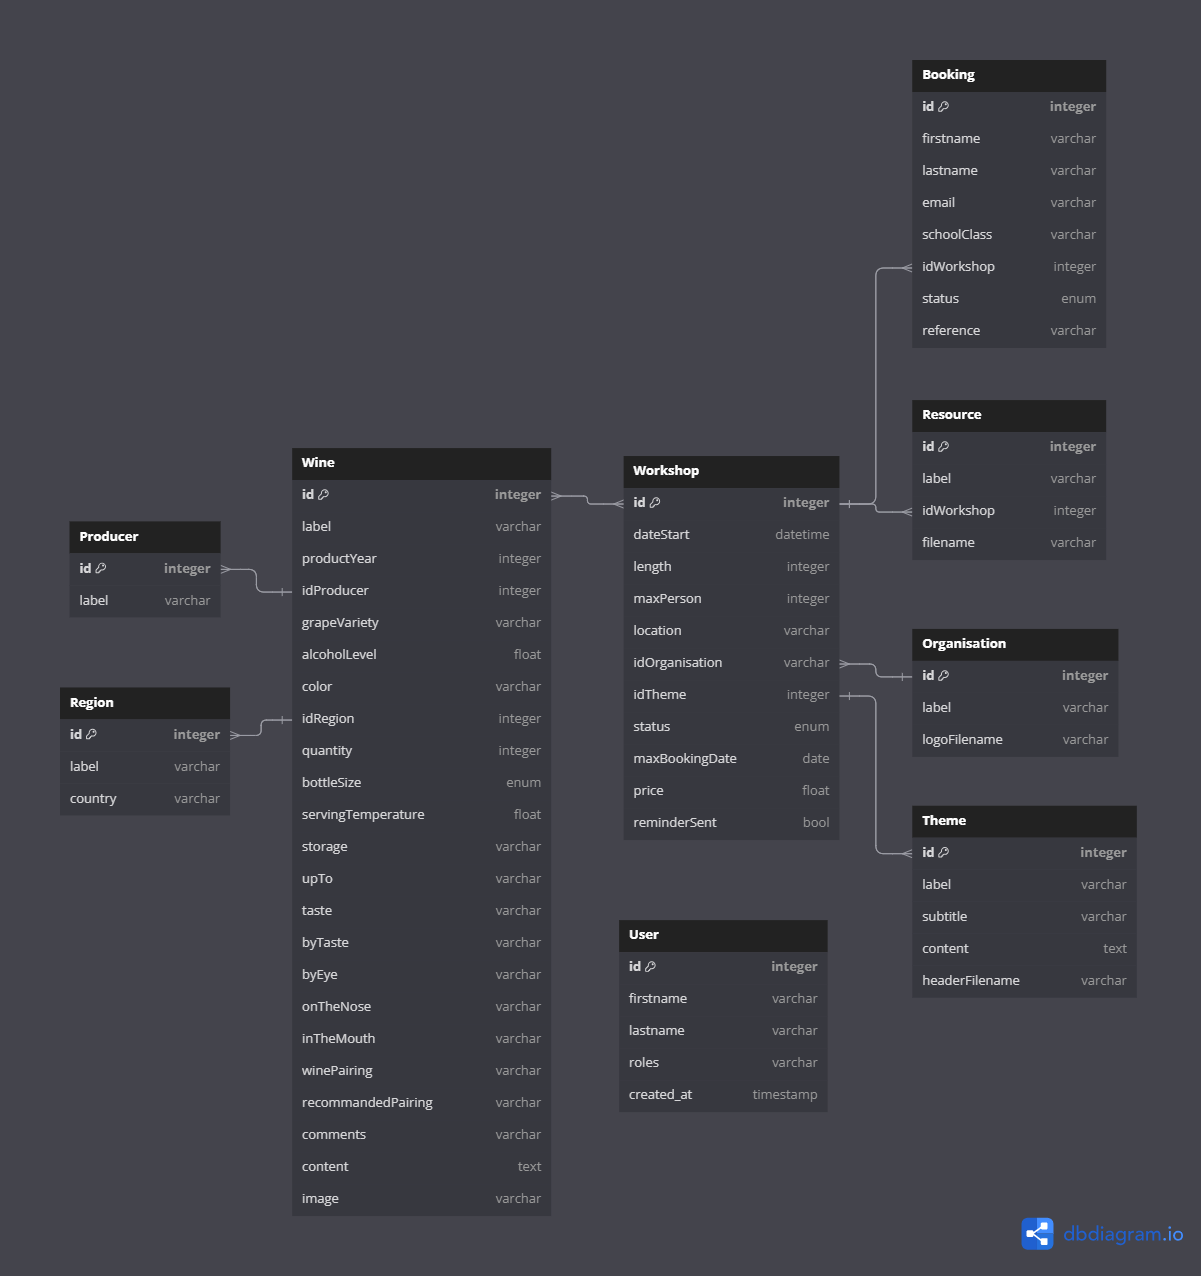 Booking
id integer
firstname varchar
lastname varchar
email varchar
schoolClass varchar
idWorkshop integer
status enum
reference varchar
Resource
id integer
label varchar
idWorkshop integer
filename varchar
Wine
id integer
label varchar
productYear integer
idProducer integer
grapeVariety varchar
alcoholLevel float
color varchar
idRegion integer
quantity integer
bottleSize enum
servingTemperature float
storage varchar
upTo varchar
taste varchar
byTaste varchar
byEye varchar
onTheNose varchar
inTheMouth varchar
winePairing varchar
recommandedPairing varchar
comments varchar
content text
image varchar
Workshop
id integer
dateStart datetime
length integer
maxPerson integer
location varchar
idOrganisation varchar
idTheme integer
status enum
maxBookingDate date
price float
reminderSent bool
Producer
id integer
label varchar
Region
id integer
label varchar
country varchar
Organisation
id integer
label varchar
logoFilename varchar
Theme
id integer
label varchar
subtitle varchar
content text
headerFilename varchar
User
id integer
firstname varchar
lastname varchar
roles varchar
created_at timestamp
dbdiagram.io